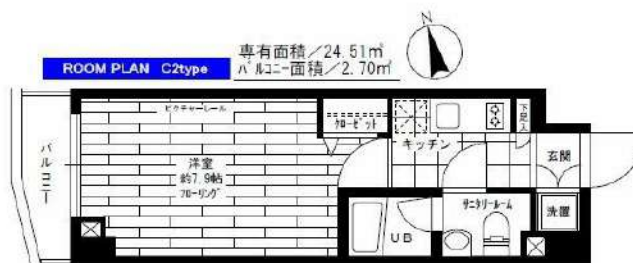 N
ROOM PLAN C2type
専有面積／24.51㎡
バルコニー面積／2.70㎡
ピクチャーレール
クローゼット
下足入
キッチン
玄関
バルコニー
洋室
約7.9帖
フローリング
サニタリールーム
洗置
UB